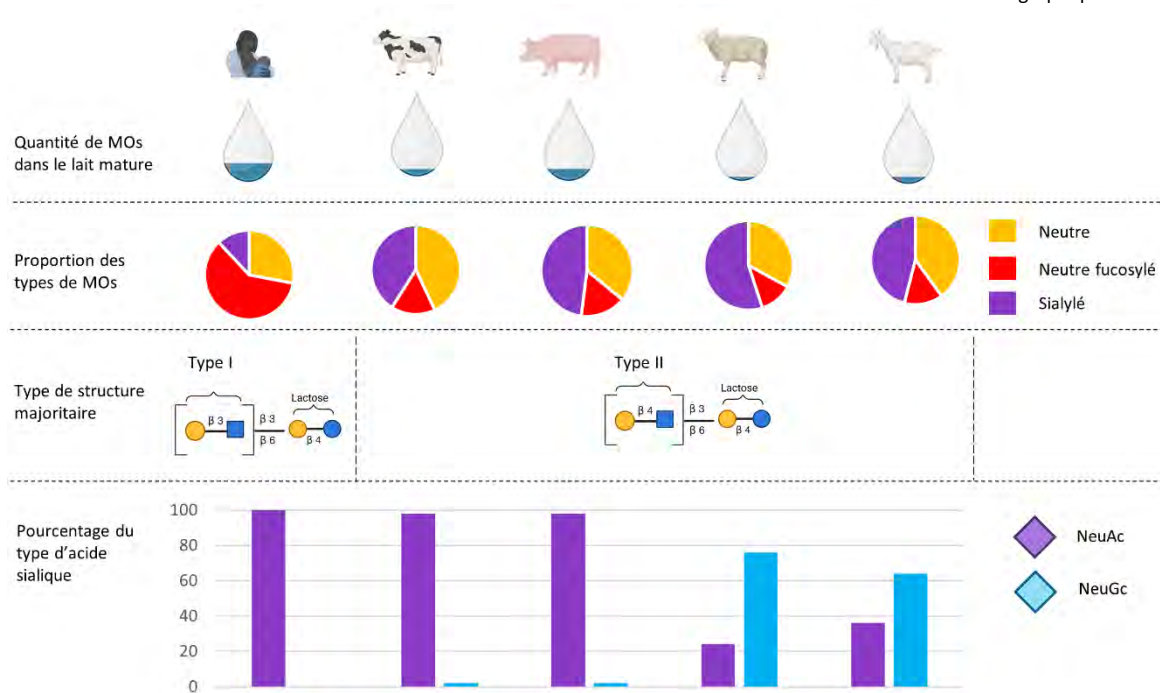 Quantité de MOs
dans le lait mature
Proportion des
types de MOs
Neutre
Neutre fucosylé
Sialylé
Type de structure
majoritaire
Type I
β 3
β 3
β 6
Lactose
β 4
Type II
β 4
β 3
β 6
Lactose
β 4
Pourcentage du
type d'acide
sialique
100
80
60
40
20
0
NeuAc
NeuGc